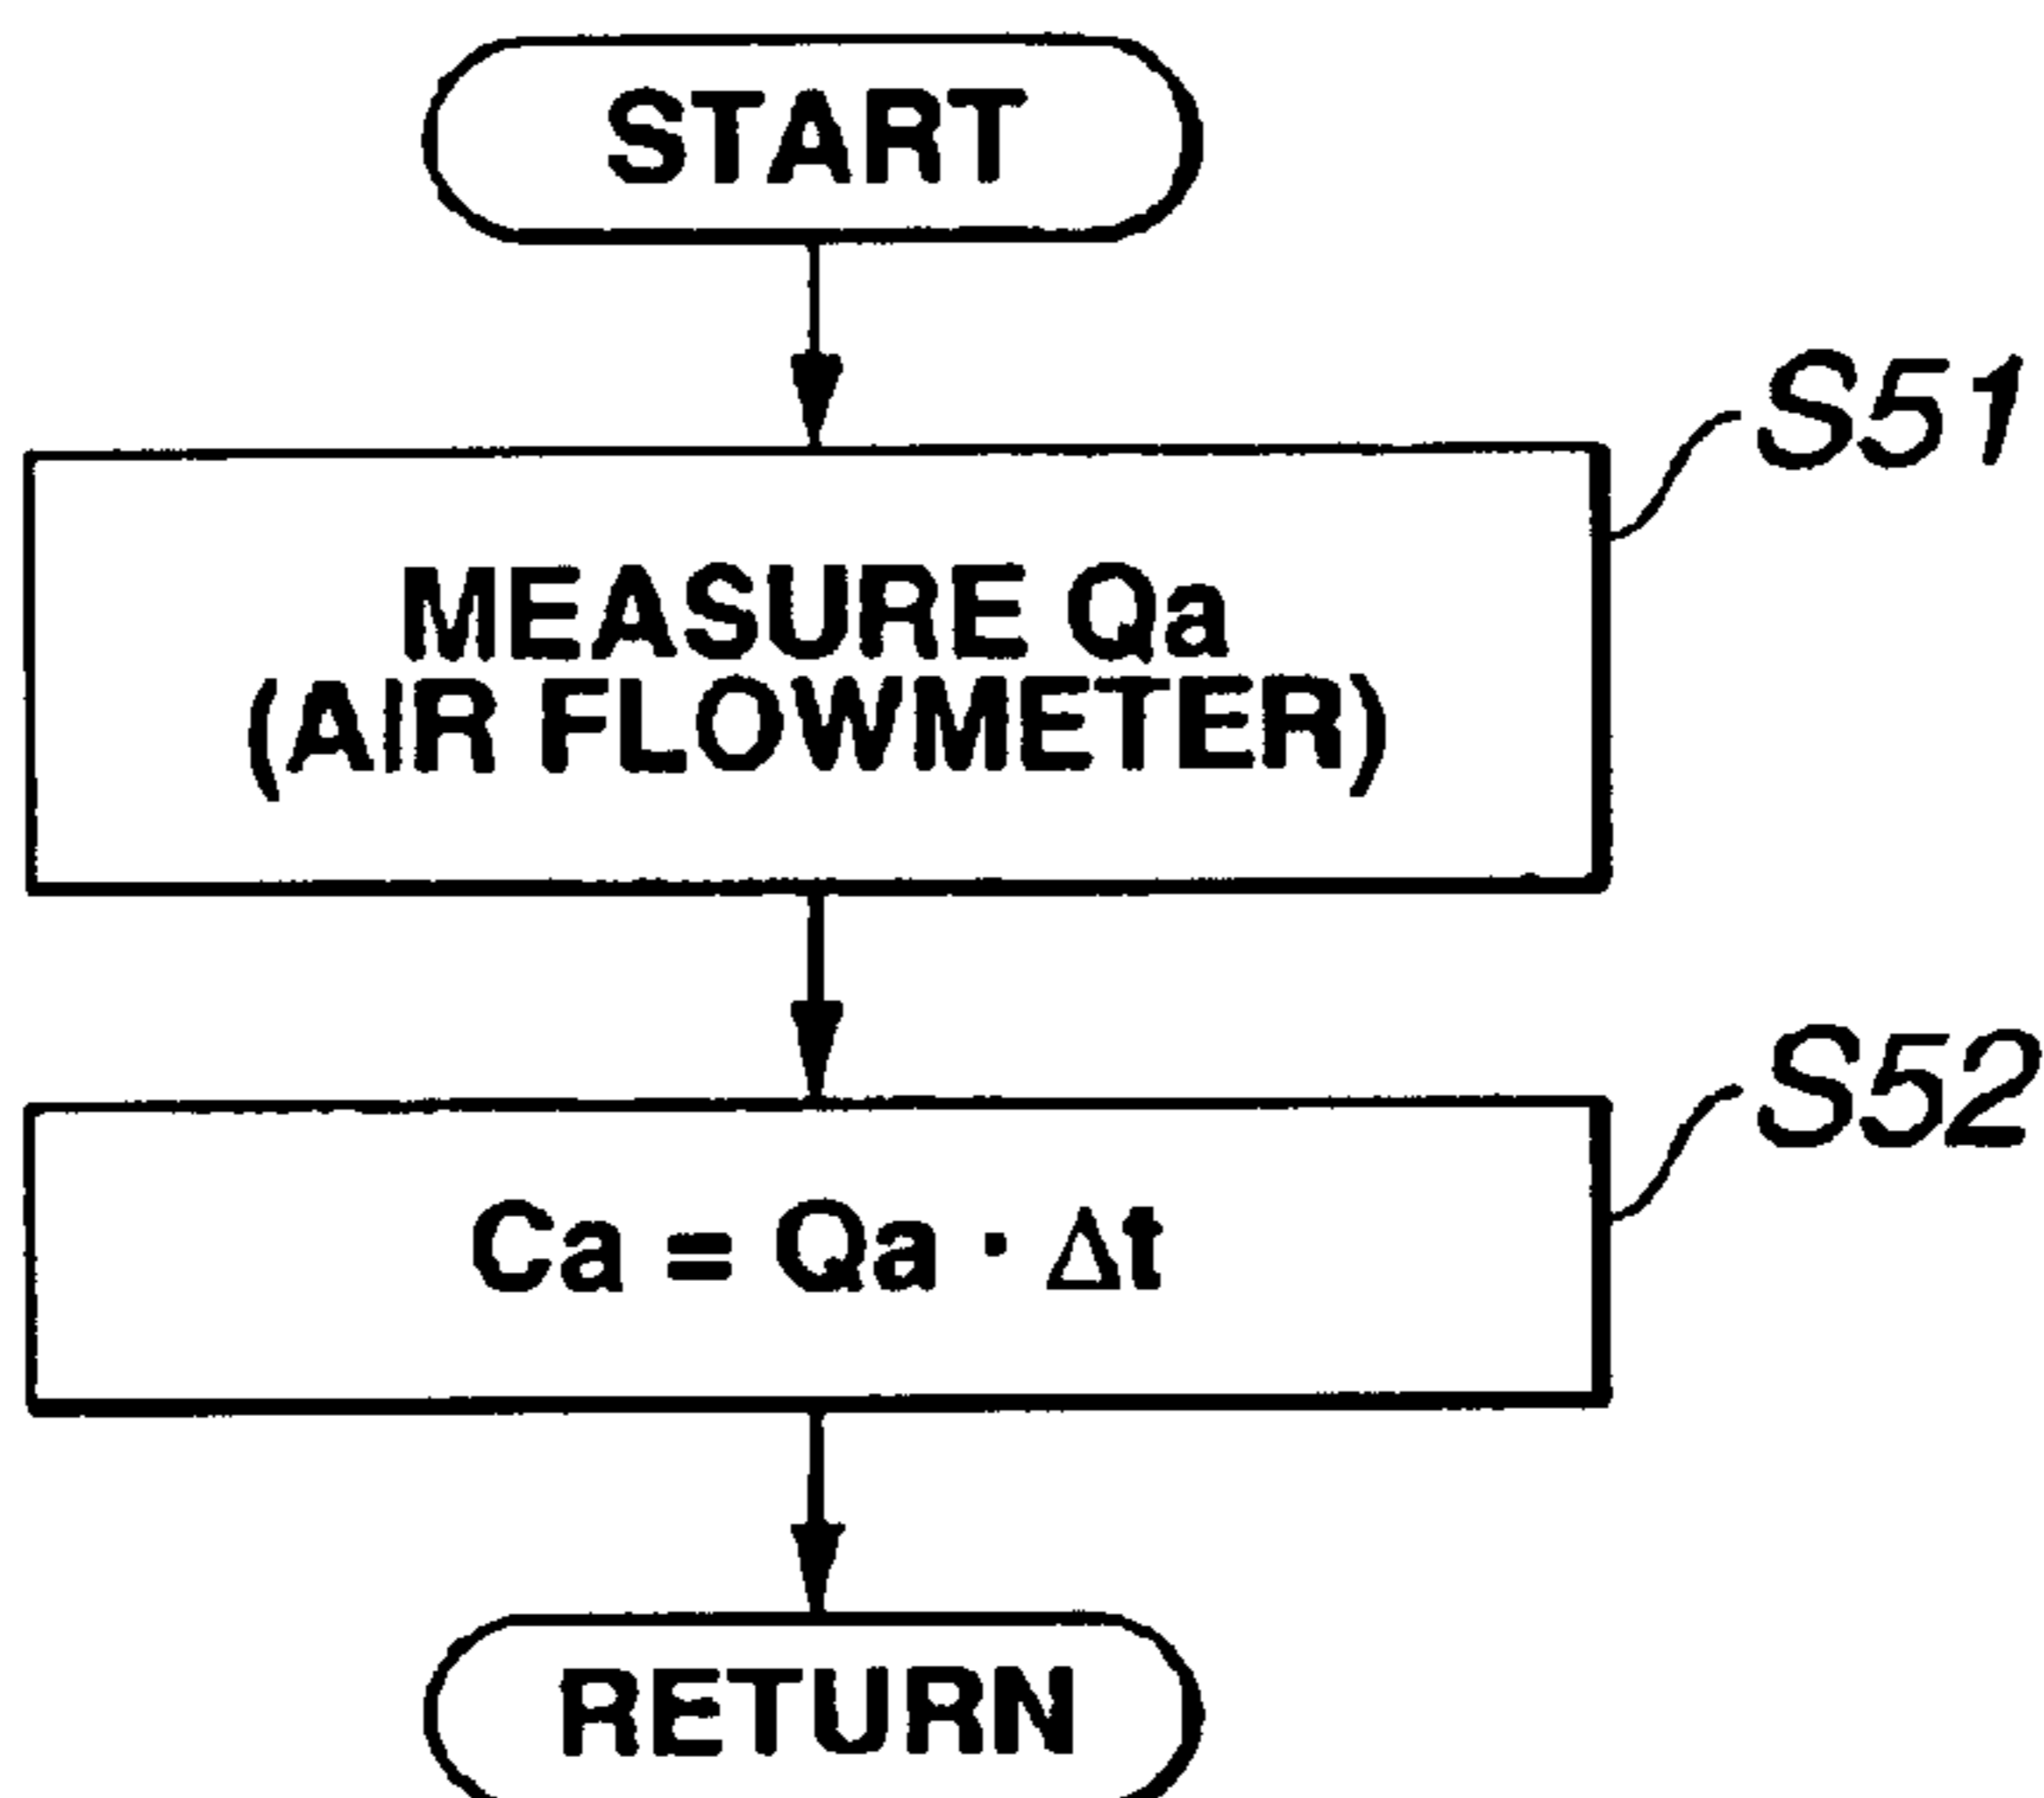 START
S51
MEASURE Qa
(AIR FLOWMETER)
S52
Ca = Qa · Δt
RETURN